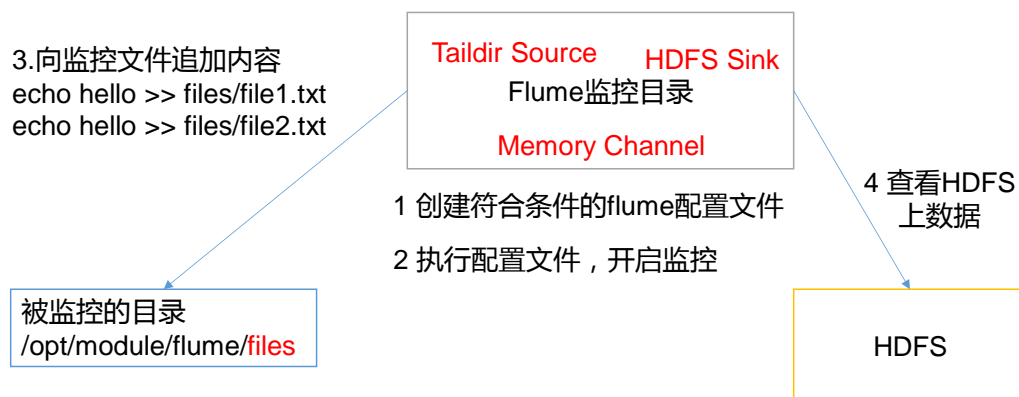 3.向监控文件追加内容
echo hello >> files/file1.txt
echo hello >> files/file2.txt
Taildir Source
HDFS Sink
Flume监控目录
Memory Channel
1 创建符合条件的flume配置文件
2 执行配置文件，开启监控
4 查看HDFS
上数据
被监控的目录
/opt/module/flume/files
HDFS